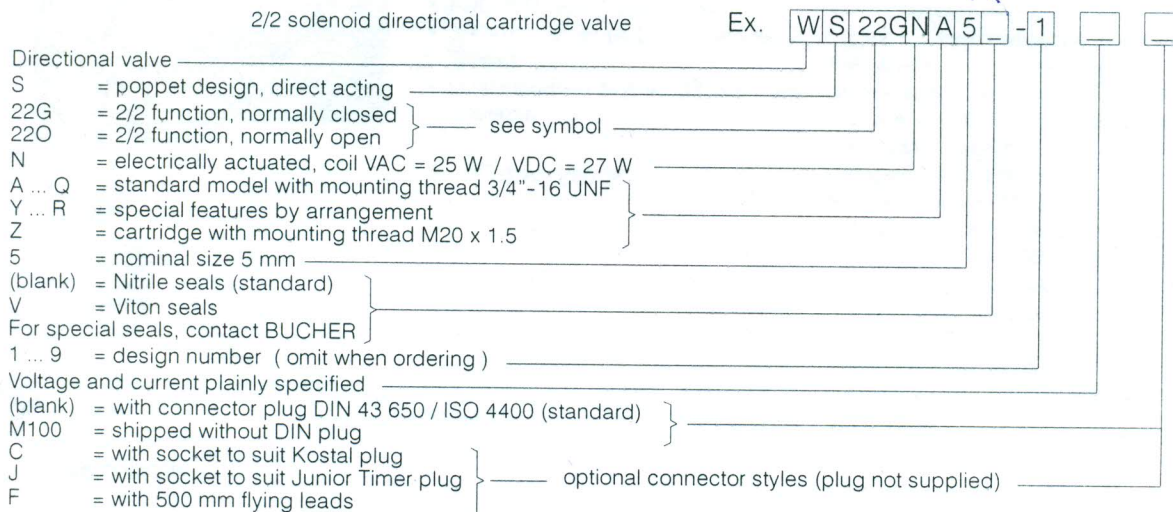 2/2 solenoid directional cartridge valve Ex. W S 22G N A 5 _ - 1 __ __
Directional valve
S = poppet design, direct acting
22G = 2/2 function, normally closed
22O = 2/2 function, normally open
see symbol
N = electrically actuated, coil VAC = 25 W / VDC = 27 W
A ... Q = standard model with mounting thread 3/4"-16 UNF
Y ... R = special features by arrangement
Z = cartridge with mounting thread M20 x 1.5
5 = nominal size 5 mm
(blank) = Nitrile seals (standard)
V = Viton seals
For special seals, contact BUCHER
1 ... 9 = design number ( omit when ordering )
Voltage and current plainly specified
(blank) = with connector plug DIN 43 650 / ISO 4400 (standard)
M100 = shipped without DIN plug
C = with socket to suit Kostal plug
J = with socket to suit Junior Timer plug
optional connector styles (plug not supplied)
F = with 500 mm flying leads